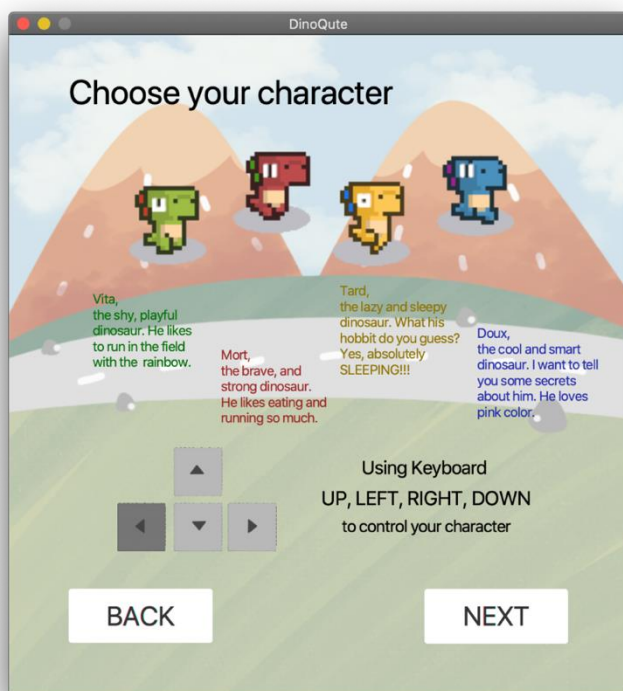 DinoQute
Choose your character
Vita,
the shy, playful
dinosaur. He likes
to run in the field
with the rainbow.
Mort,
the brave, and
strong dinosaur.
He likes eating and
running so much.
Tard,
the lazy and sleepy
dinosaur. What his
hobbit do you guess?
Yes, absolutely
SLEEPING!!!
Doux,
the cool and smart
dinosaur. I want to tell
you some secrets
about him. He loves
pink color.
Using Keyboard
UP, LEFT, RIGHT, DOWN
to control your character
BACK
NEXT